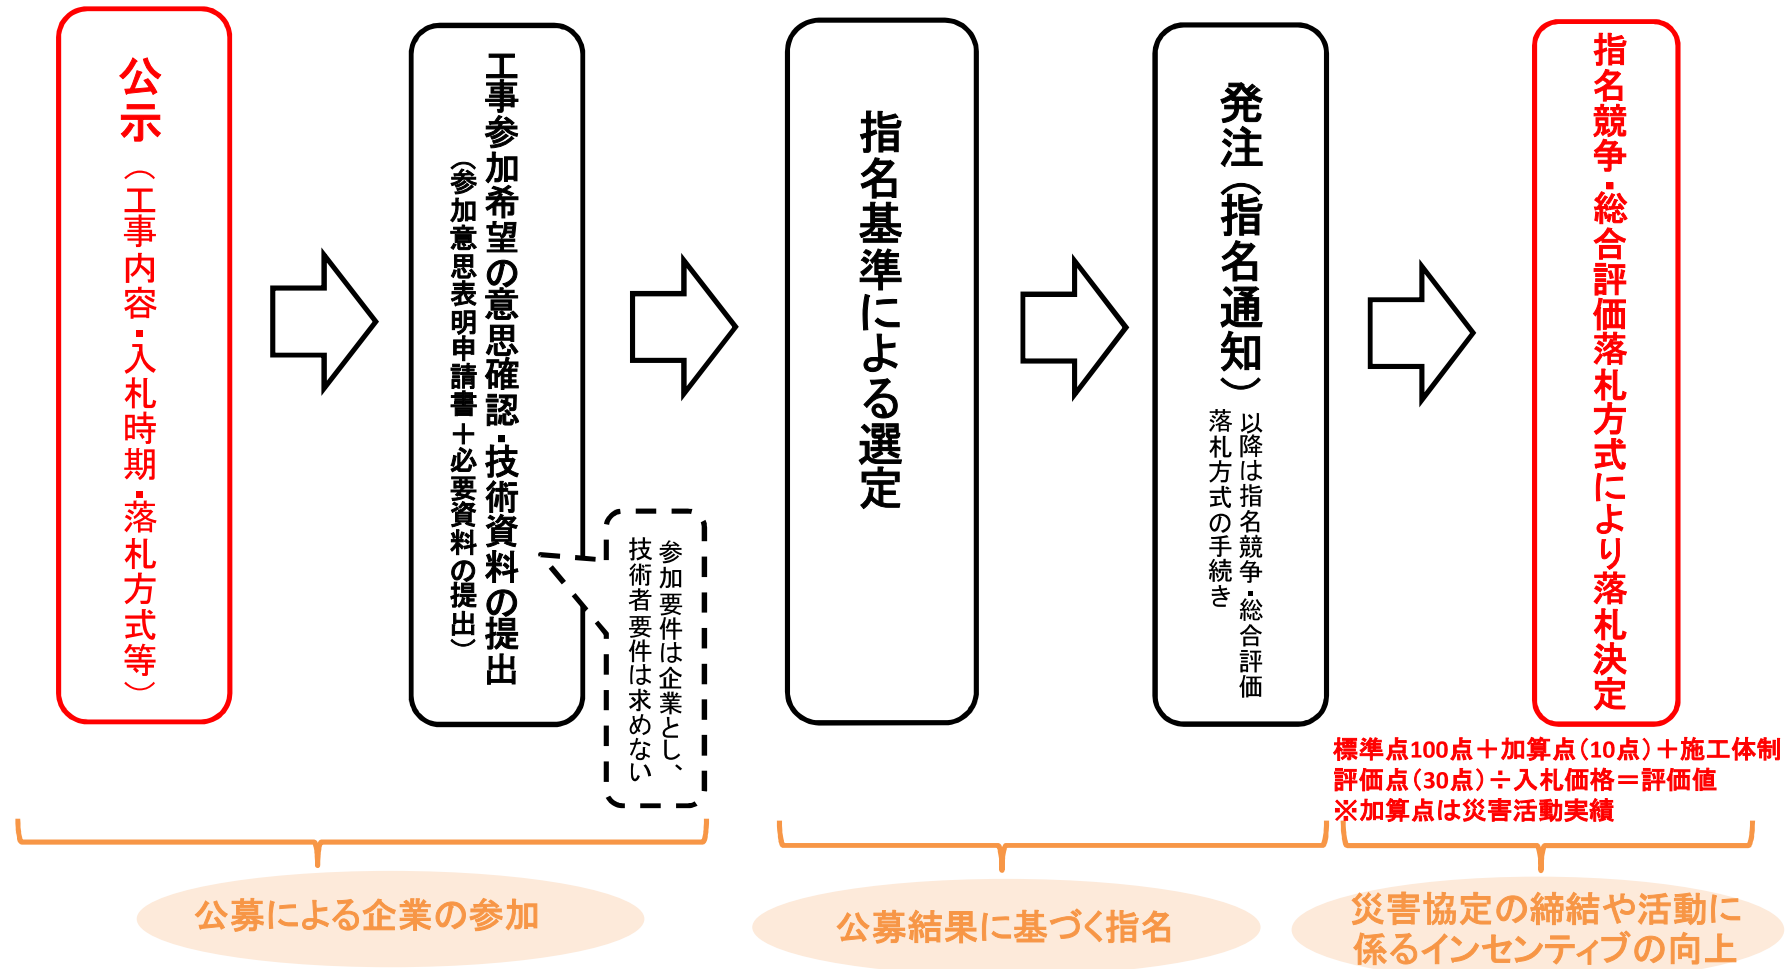 公示（工事内容・入札時期・落札方式等）
工事参加希望の意思確認・技術資料の提出
（参加意思表明申請書＋必要資料の提出）
参加要件は企業とし、
技術者要件は求めない
指名基準による選定
発注（指名通知）
以降は指名競争・総合評価
落札方式の手続き
指名競争・総合評価落札方式により落札決定
標準点100点＋加算点（10点）＋施工体制
評価点（30点）÷入札価格＝評価値
※加算点は災害活動実績
公募による企業の参加
公募結果に基づく指名
災害協定の締結や活動に
係るインセンティブの向上